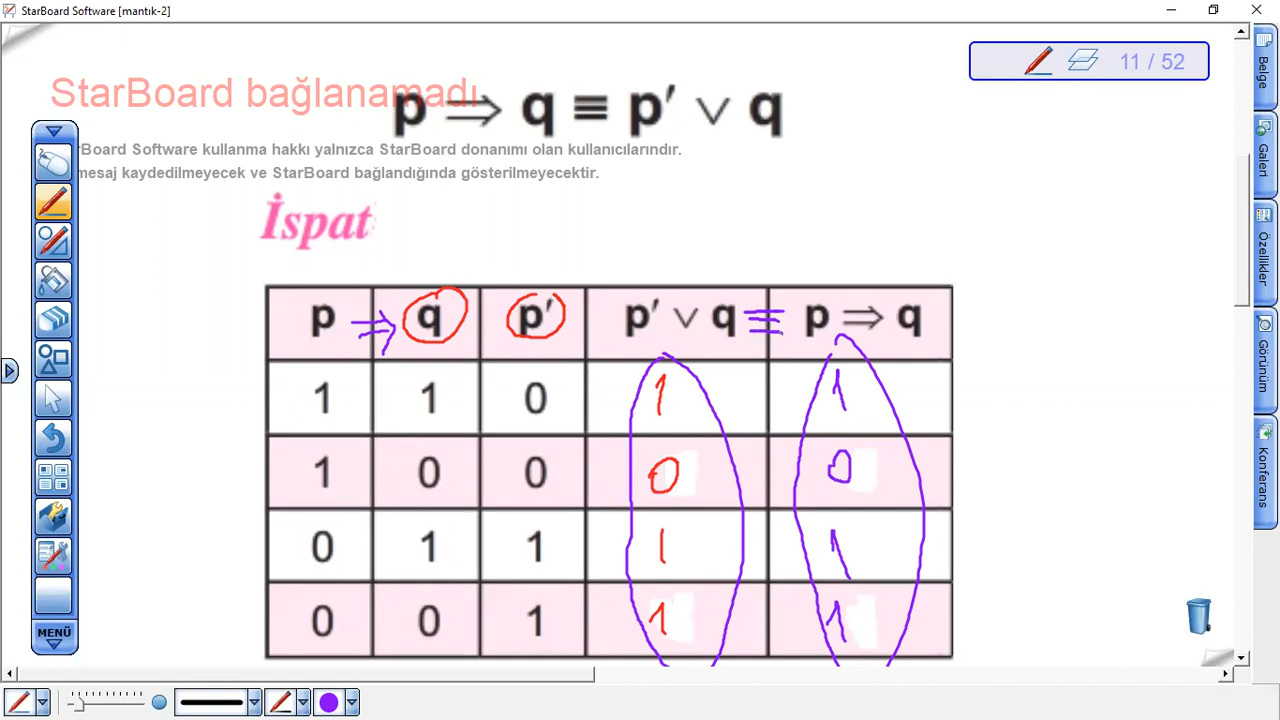 StarBoard Software [mantık-2]
11 / 52
StarBoard bağlanamadı
p ⇒ q ≡ p′ ∨ q
rBoard Software kullanma hakkı yalnızca StarBoard donanımı olan kullanıcılarındır.
mesaj kaydedilmeyecek ve StarBoard bağlandığında gösterilmeyecektir.
İspat
p ⇒ q p′ p′ ∨ q ≡ p ⇒ q
1 1 0 1 1
1 0 0 0 0
0 1 1 1 1
0 0 1 1 1
MENÜ
Belge
Galeri
Özellikler
Görünüm
Konferans